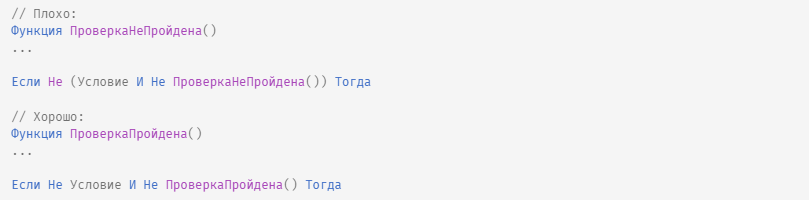 // Плохо:
Функция ПроверкаНеПройдена()
...
Если Не (Условие И Не ПроверкаНеПройдена()) Тогда
// Хорошо:
Функция ПроверкаПройдена()
...
Если Не Условие И Не ПроверкаПройдена() Тогда